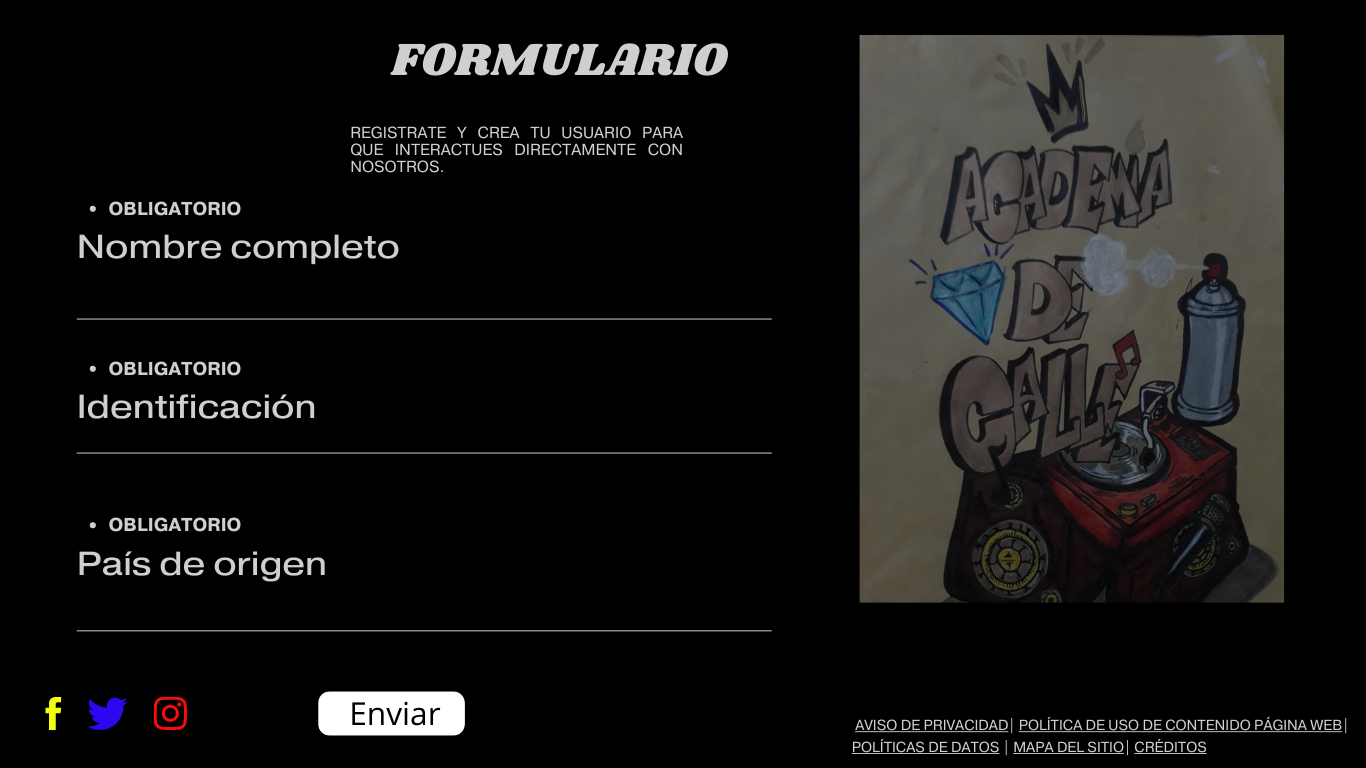 FORMULARIO
REGISTRATE Y CREA TU USUARIO PARA
QUE INTERACTUES DIRECTAMENTE CON
NOSOTROS.
• OBLIGATORIO
Nombre completo
• OBLIGATORIO
Identificación
• OBLIGATORIO
País de origen
Enviar
ACADEMIA
DE
CALLE
AVISO DE PRIVACIDAD| POLÍTICA DE USO DE CONTENIDO PÁGINA WEB|
POLÍTICAS DE DATOS | MAPA DEL SITIO| CRÉDITOS